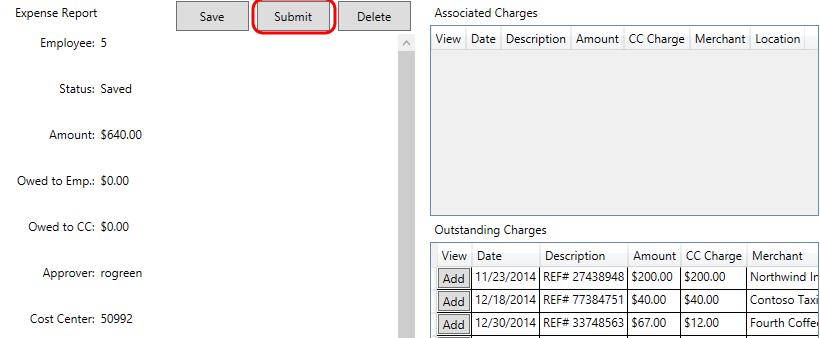 Expense Report
Save Submit Delete
Employee: 5
Status: Saved
Amount: $640.00
Owed to Emp.: $0.00
Owed to CC: $0.00
Approver: rogreen
Cost Center: 50992
Associated Charges
View Date Description Amount CC Charge Merchant Location
Outstanding Charges
View Date Description Amount CC Charge Merchant
Add 11/23/2014 REF# 27438948 $200.00 $200.00 Northwind In
Add 12/18/2014 REF# 77384751 $40.00 $40.00 Contoso Taxi
Add 12/30/2014 REF# 33748563 $67.00 $12.00 Fourth Coffe